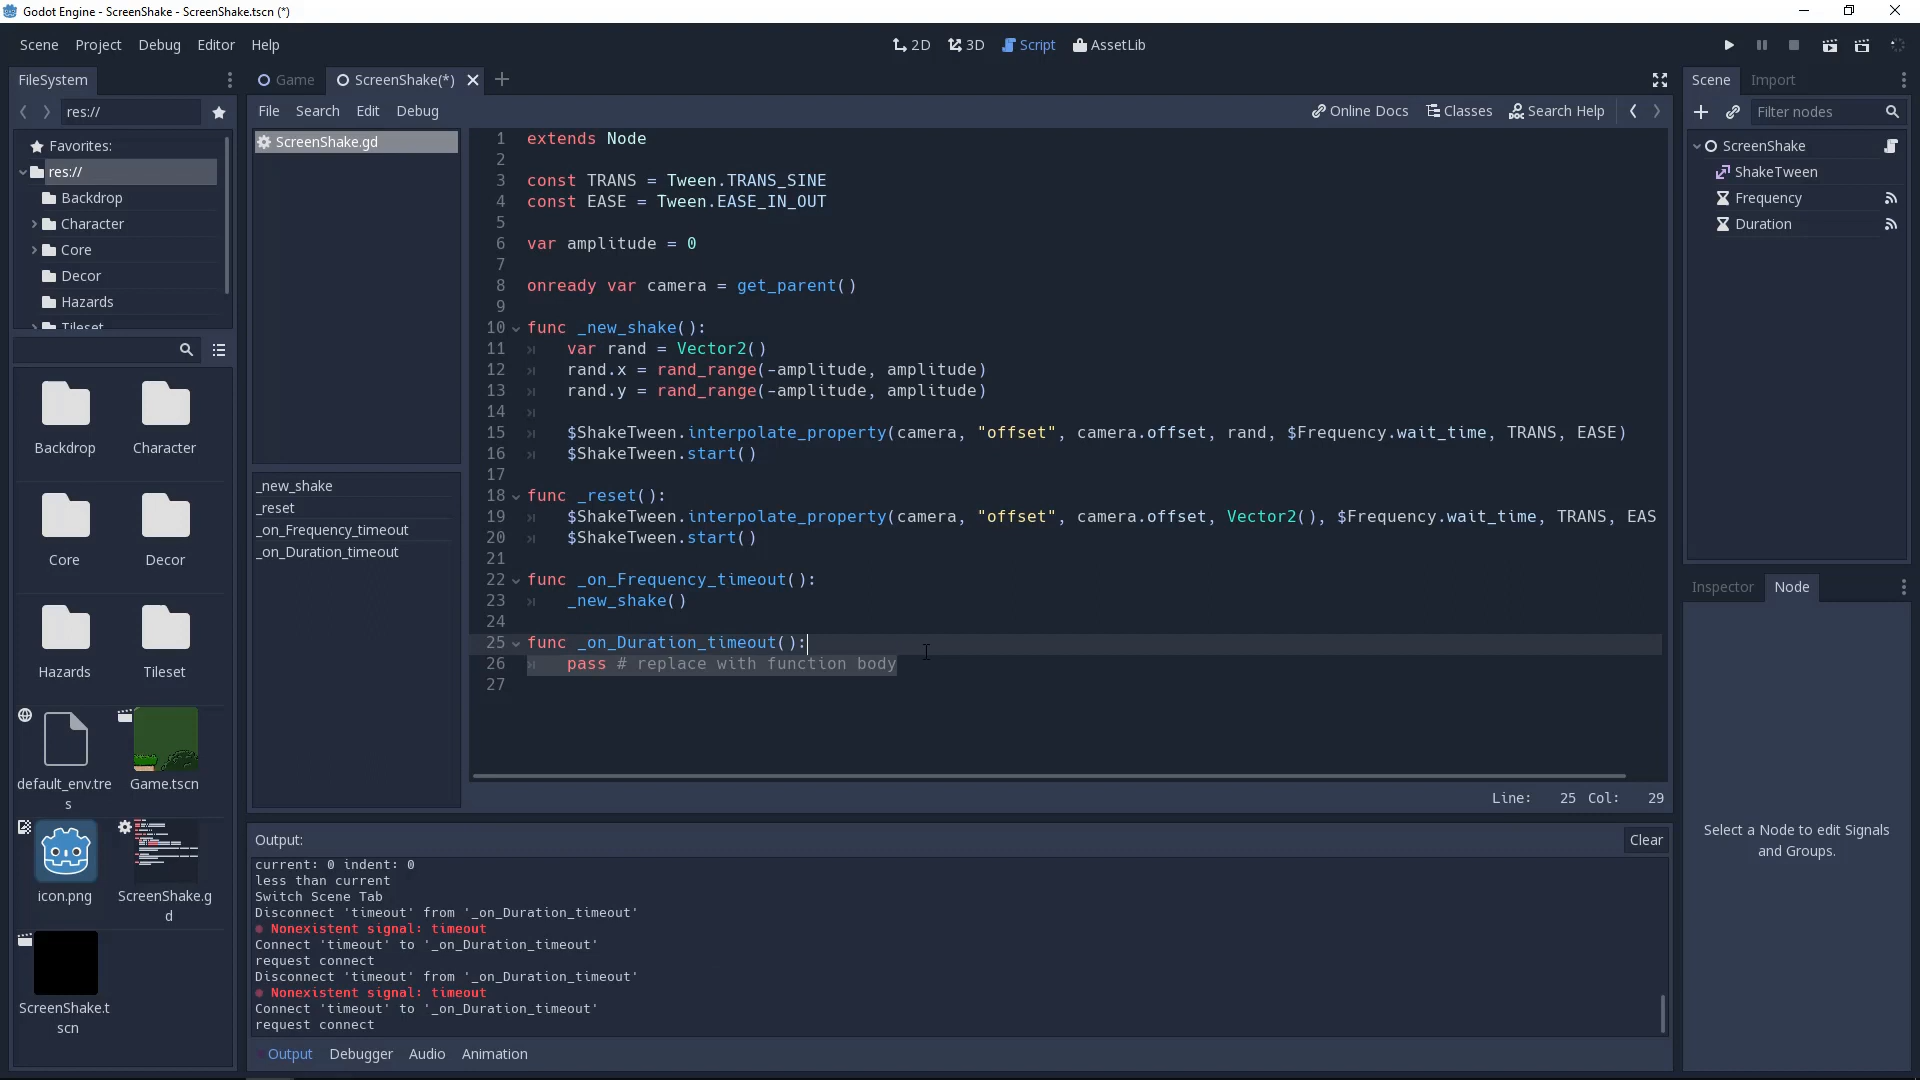 Godot Engine - ScreenShake - ScreenShake.tscn (*)
Scene Project Debug Editor Help
2D 3D Script AssetLib
FileSystem
res://
Favorites:
res://
Backdrop
Character
Core
Decor
Hazards
Tileset
Backdrop Character
Core Decor
Hazards Tileset
default_env.tre
s
Game.tscn
icon.png
ScreenShake.g
d
ScreenShake.t
scn
Game ScreenShake(*)
File Search Edit Debug
Online Docs Classes Search Help
ScreenShake.gd
_new_shake
_reset
_on_Frequency_timeout
_on_Duration_timeout
1 extends Node
2
3 const TRANS = Tween.TRANS_SINE
4 const EASE = Tween.EASE_IN_OUT
5
6 var amplitude = 0
7
8 onready var camera = get_parent()
9
10 func _new_shake():
11 var rand = Vector2()
12 rand.x = rand_range(-amplitude, amplitude)
13 rand.y = rand_range(-amplitude, amplitude)
14
15 $ShakeTween.interpolate_property(camera, "offset", camera.offset, rand, $Frequency.wait_time, TRANS, EASE)
16 $ShakeTween.start()
17
18 func _reset():
19 $ShakeTween.interpolate_property(camera, "offset", camera.offset, Vector2(), $Frequency.wait_time, TRANS, EAS
20 $ShakeTween.start()
21
22 func _on_Frequency_timeout():
23 _new_shake()
24
25 func _on_Duration_timeout():
26 pass # replace with function body
27
Line: 25 Col: 29
Output:
Clear
current: 0 indent: 0
less than current
Switch Scene Tab
Disconnect 'timeout' from '_on_Duration_timeout'
Nonexistent signal: timeout
Connect 'timeout' to '_on_Duration_timeout'
request connect
Disconnect 'timeout' from '_on_Duration_timeout'
Nonexistent signal: timeout
Connect 'timeout' to '_on_Duration_timeout'
request connect
Output Debugger Audio Animation
Scene Import
Filter nodes
ScreenShake
ShakeTween
Frequency
Duration
Inspector Node
Select a Node to edit Signals
and Groups.